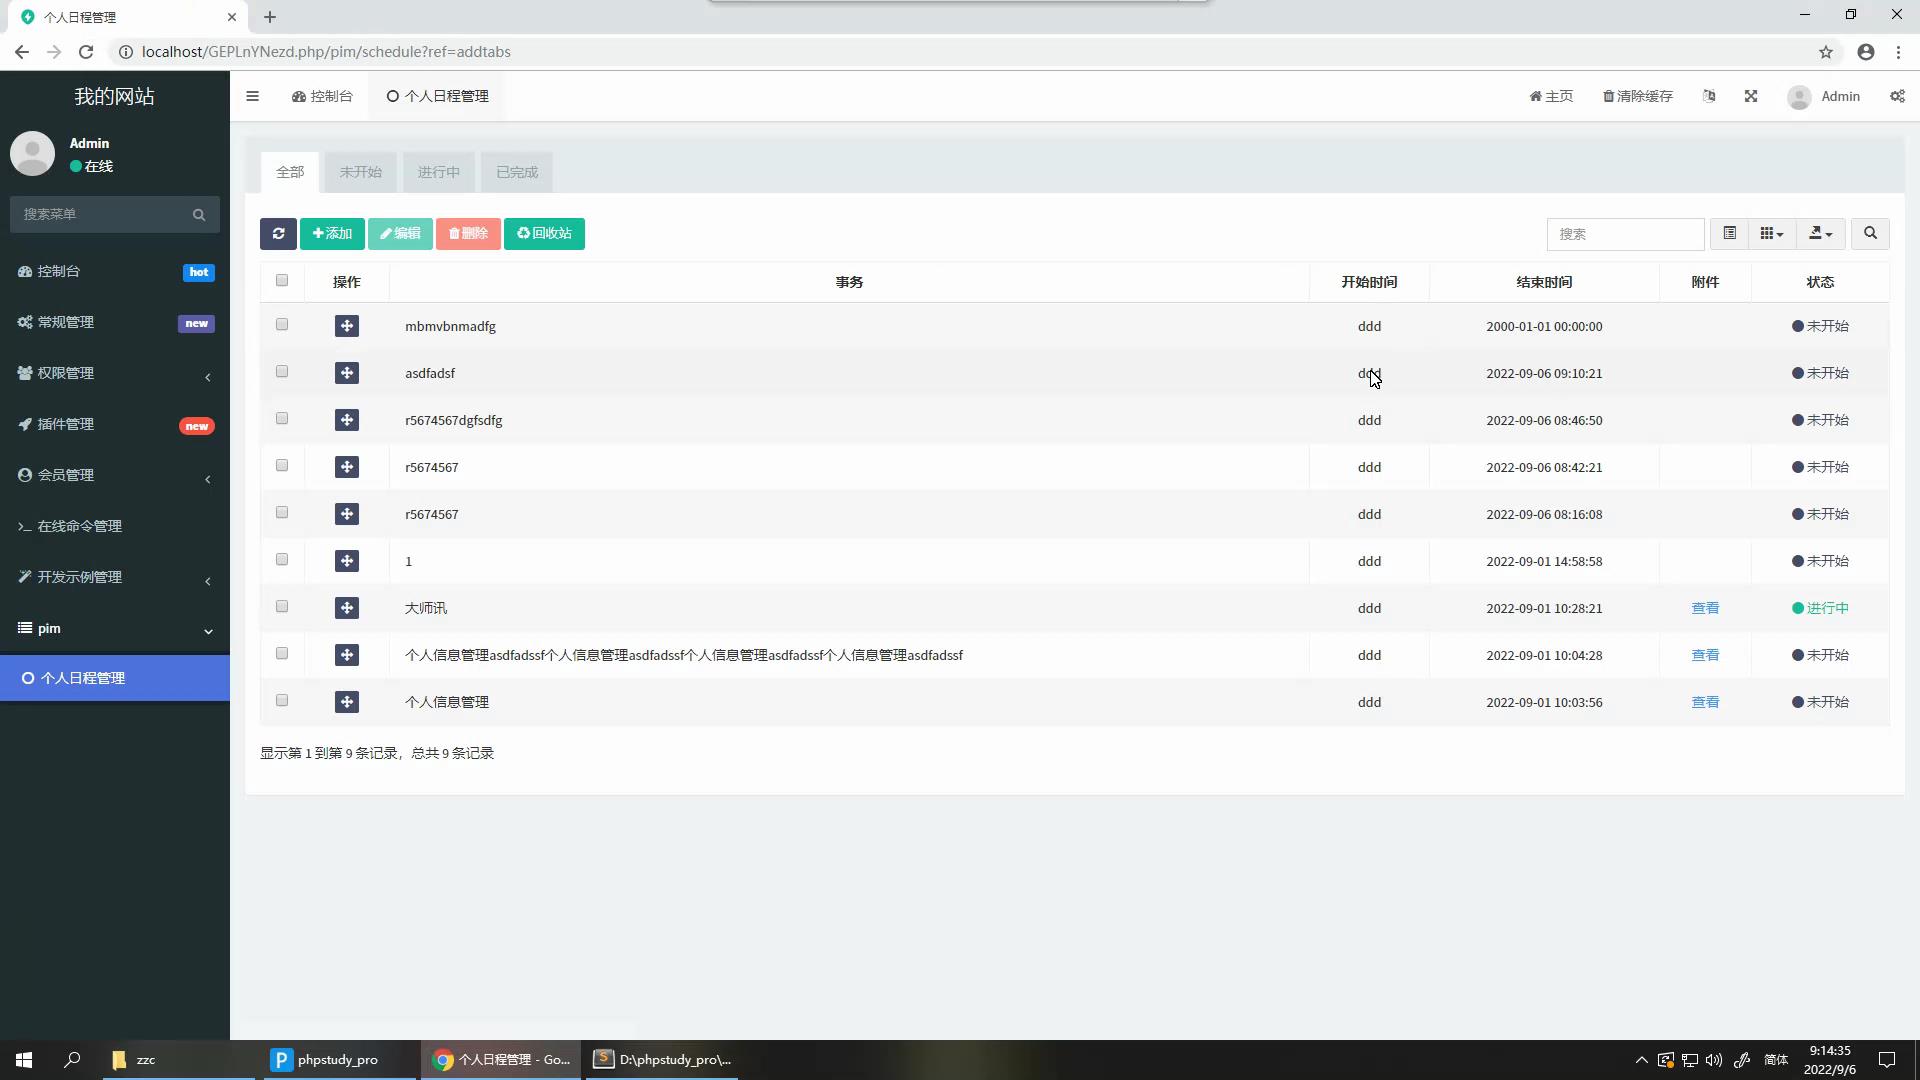 个人日程管理
localhost/GEPLnYNezd.php/pim/schedule?ref=addtabs
我的网站
控制台
个人日程管理
主页
清除缓存
Admin
Admin
在线
搜索菜单
控制台
hot
常规管理
new
权限管理
插件管理
new
会员管理
在线命令管理
开发示例管理
pim
个人日程管理
全部
未开始
进行中
已完成
添加
编辑
删除
回收站
搜索
操作
事务
开始时间
结束时间
附件
状态
mbmvbnmadfg ddd 2000-01-01 00:00:00 未开始
asdfadsf ddd 2022-09-06 09:10:21 未开始
r5674567dgfsdfg ddd 2022-09-06 08:46:50 未开始
r5674567 ddd 2022-09-06 08:42:21 未开始
r5674567 ddd 2022-09-06 08:16:08 未开始
1 ddd 2022-09-01 14:58:58 未开始
大师讯 ddd 2022-09-01 10:28:21 查看 进行中
个人信息管理asdfadssf个人信息管理asdfadssf个人信息管理asdfadssf个人信息管理asdfadssf ddd 2022-09-01 10:04:28 查看 未开始
个人信息管理 ddd 2022-09-01 10:03:56 查看 未开始
显示第 1 到第 9 条记录，总共 9 条记录
zzc
phpstudy_pro
个人日程管理 - Go...
D:\phpstudy_pro\...
简体
9:14:35
2022/9/6